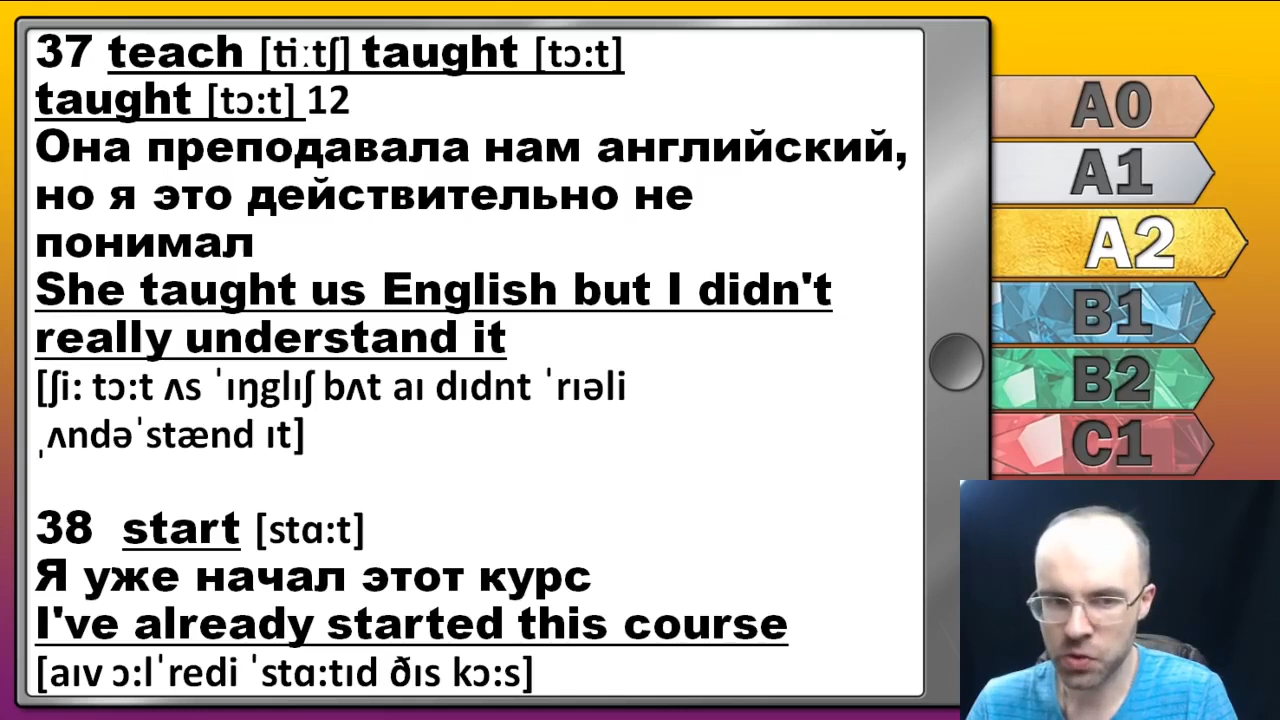 37 teach [tiːtʃ] taught [tɔ:t]
taught [tɔ:t] 12
Она преподавала нам английский,
но я это действительно не
понимал
She taught us English but I didn't
really understand it
[ʃi: tɔ:t ʌs ˈɪŋglɪʃ bʌt aɪ dɪdnt ˈrɪəli
ˌʌndəˈstænd ɪt]
38 start [stɑ:t]
Я уже начал этот курс
I've already started this course
[aɪv ɔ:lˈredi ˈstɑ:tɪd ðɪs kɔ:s]
A0
A1
A2
B1
B2
C1